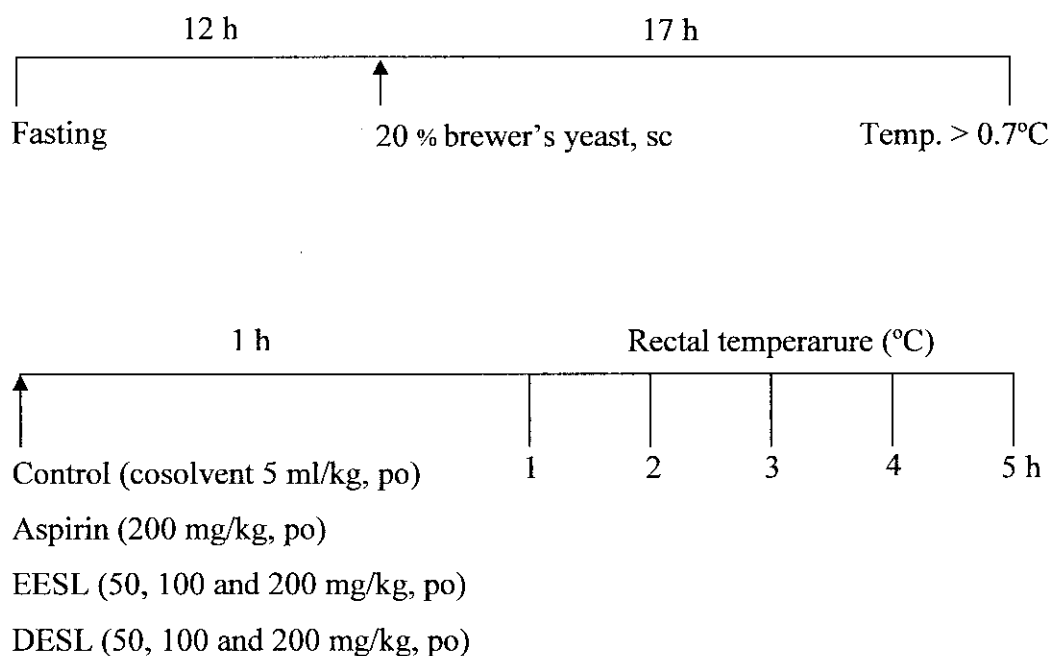 12 h 17 h
Fasting 20 % brewer's yeast, sc Temp. > 0.7ºC
1 h Rectal temperarure (ºC)
Control (cosolvent 5 ml/kg, po) 1 2 3 4 5 h
Aspirin (200 mg/kg, po)
EESL (50, 100 and 200 mg/kg, po)
DESL (50, 100 and 200 mg/kg, po)